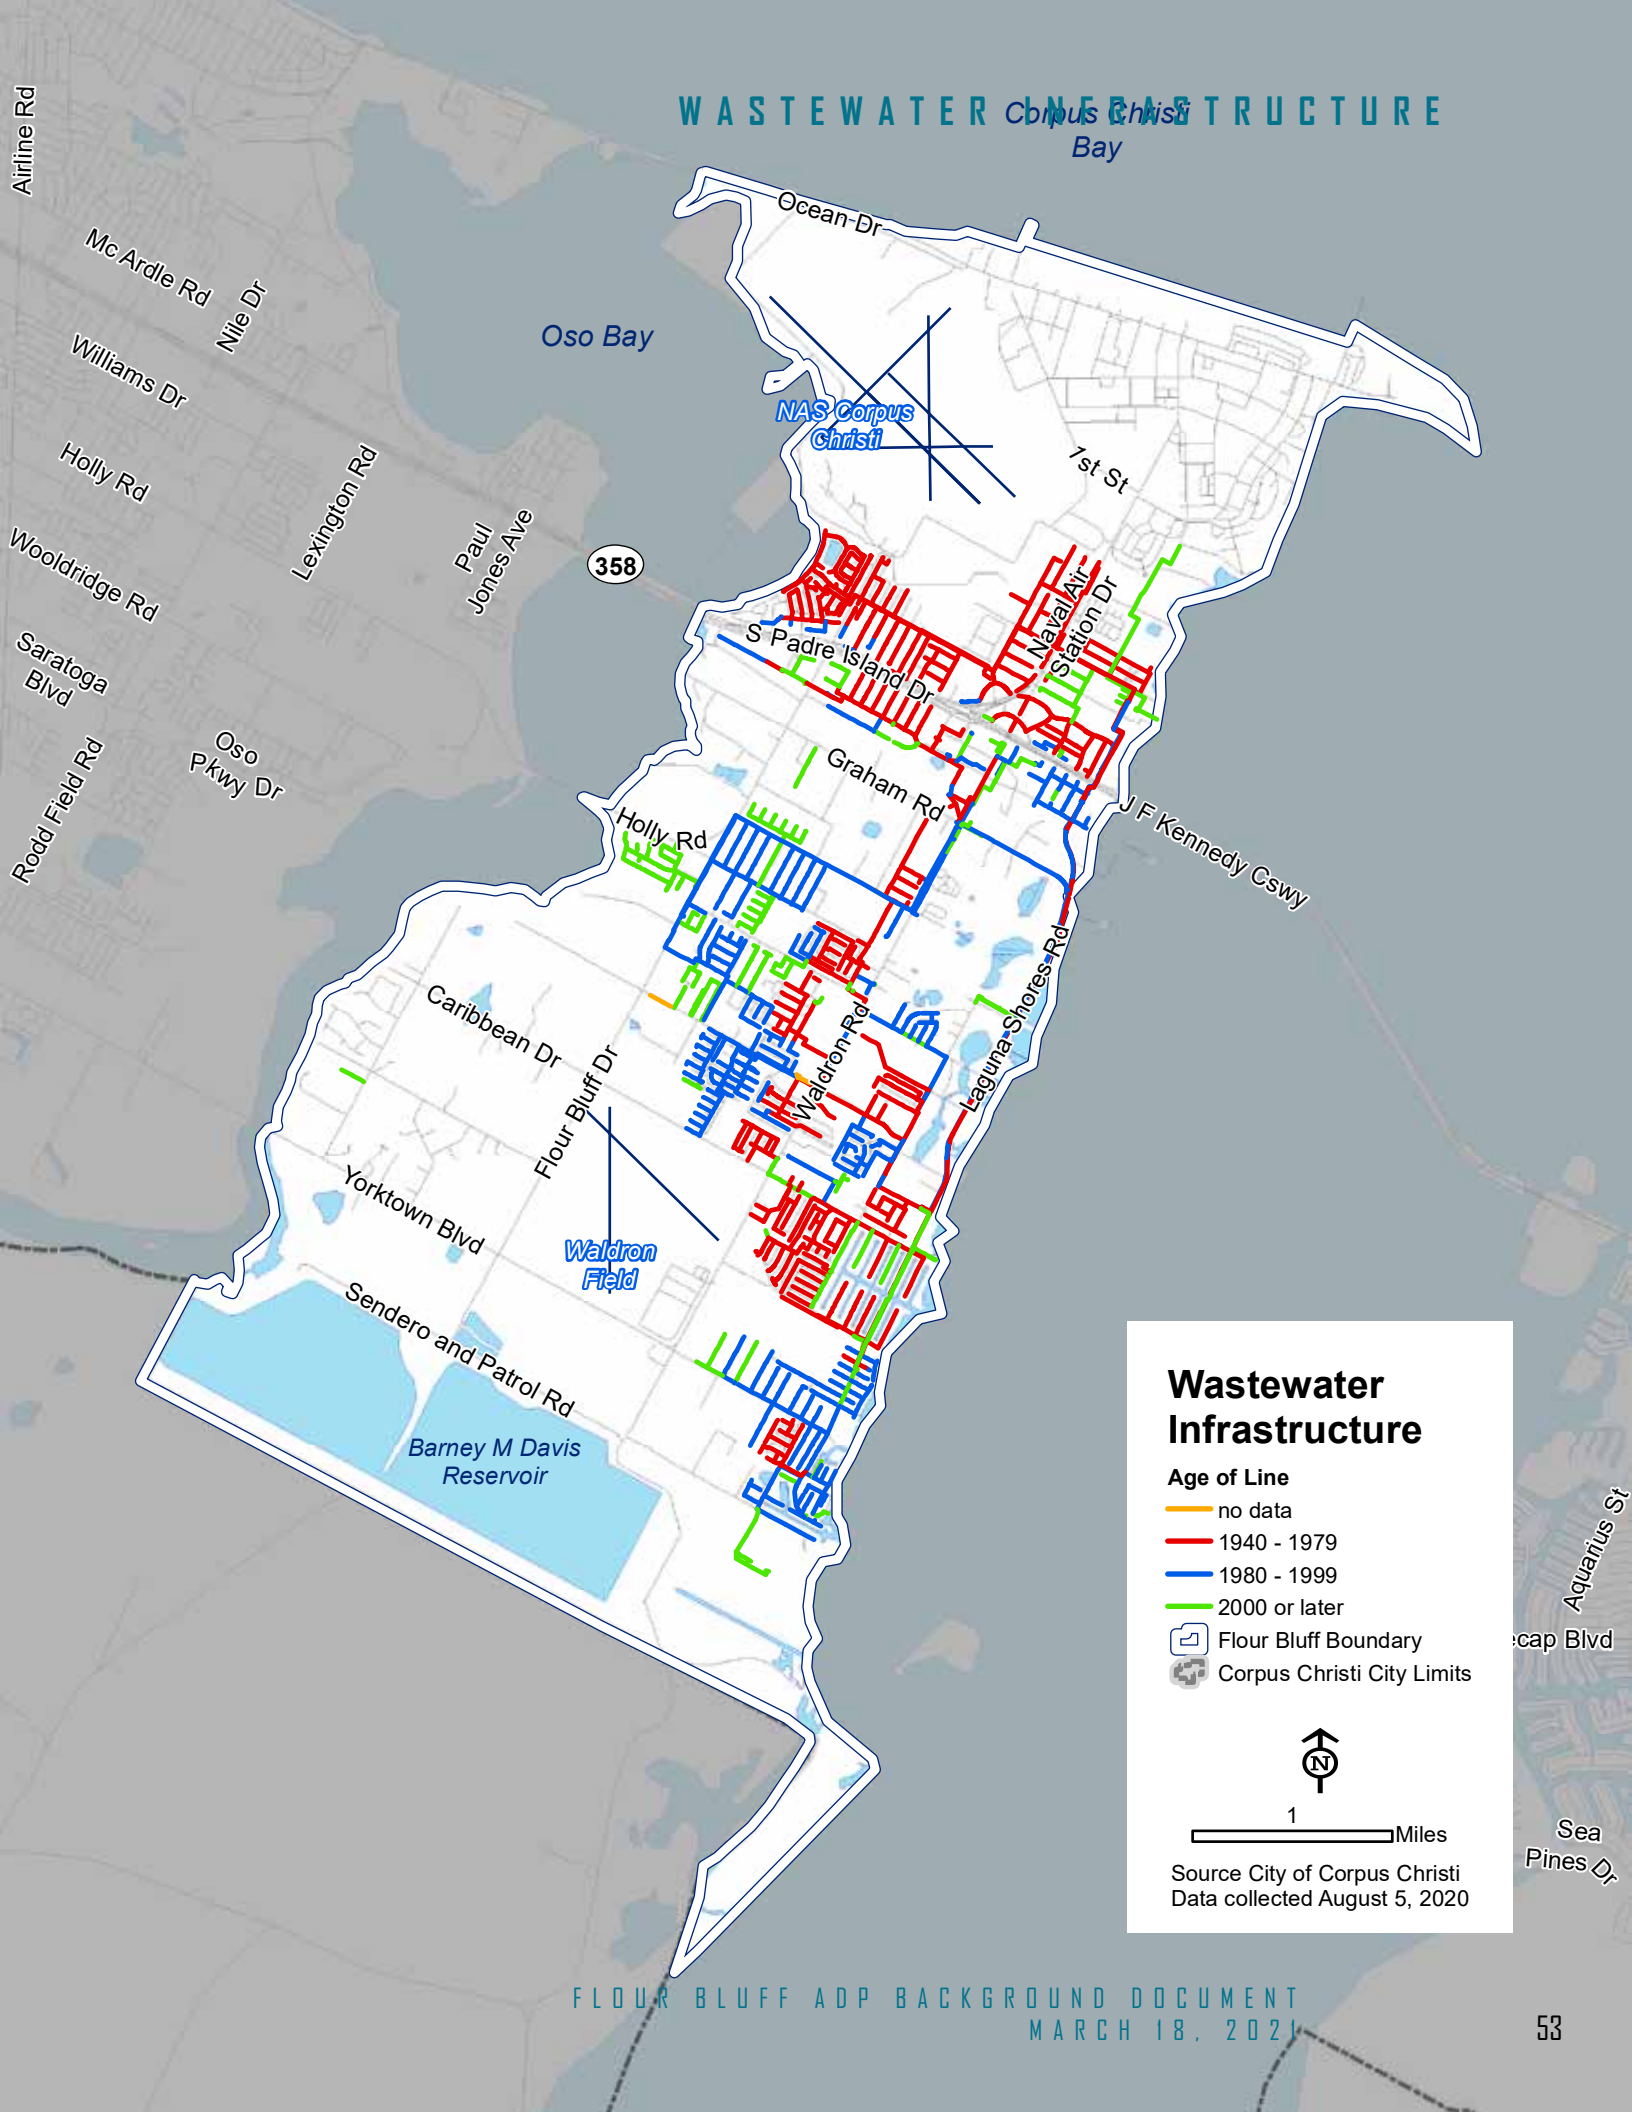 WASTEWATER INFRASTRUCTURE
Corpus Christi
Bay
Airline Rd
Ocean Dr
Mc Ardle Rd
Nile Dr
Oso Bay
Williams Dr
NAS Corpus
Christi
Holly Rd
Lexington Rd
1st St
Paul
Jones Ave
Wooldridge Rd
358
Naval Air
Station Dr
Saratoga
Blvd
S Padre Island Dr
Oso
Pkwy Dr
Rodd Field Rd
Graham Rd
J F Kennedy Cswy
Holly Rd
Laguna Shores Rd
Caribbean Dr
Waldron Rd
Flour Bluff Dr
Yorktown Blvd
Waldron
Field
Sendero and Patrol Rd
Barney M Davis
Reservoir
Wastewater
Infrastructure
Age of Line
no data
1940 - 1979
1980 - 1999
2000 or later
Flour Bluff Boundary
Corpus Christi City Limits
N
1
Miles
Source City of Corpus Christi
Data collected August 5, 2020
Aquarius St
ecap Blvd
Sea
Pines Dr
FLOUR BLUFF ADP BACKGROUND DOCUMENT
MARCH 18, 2021
53